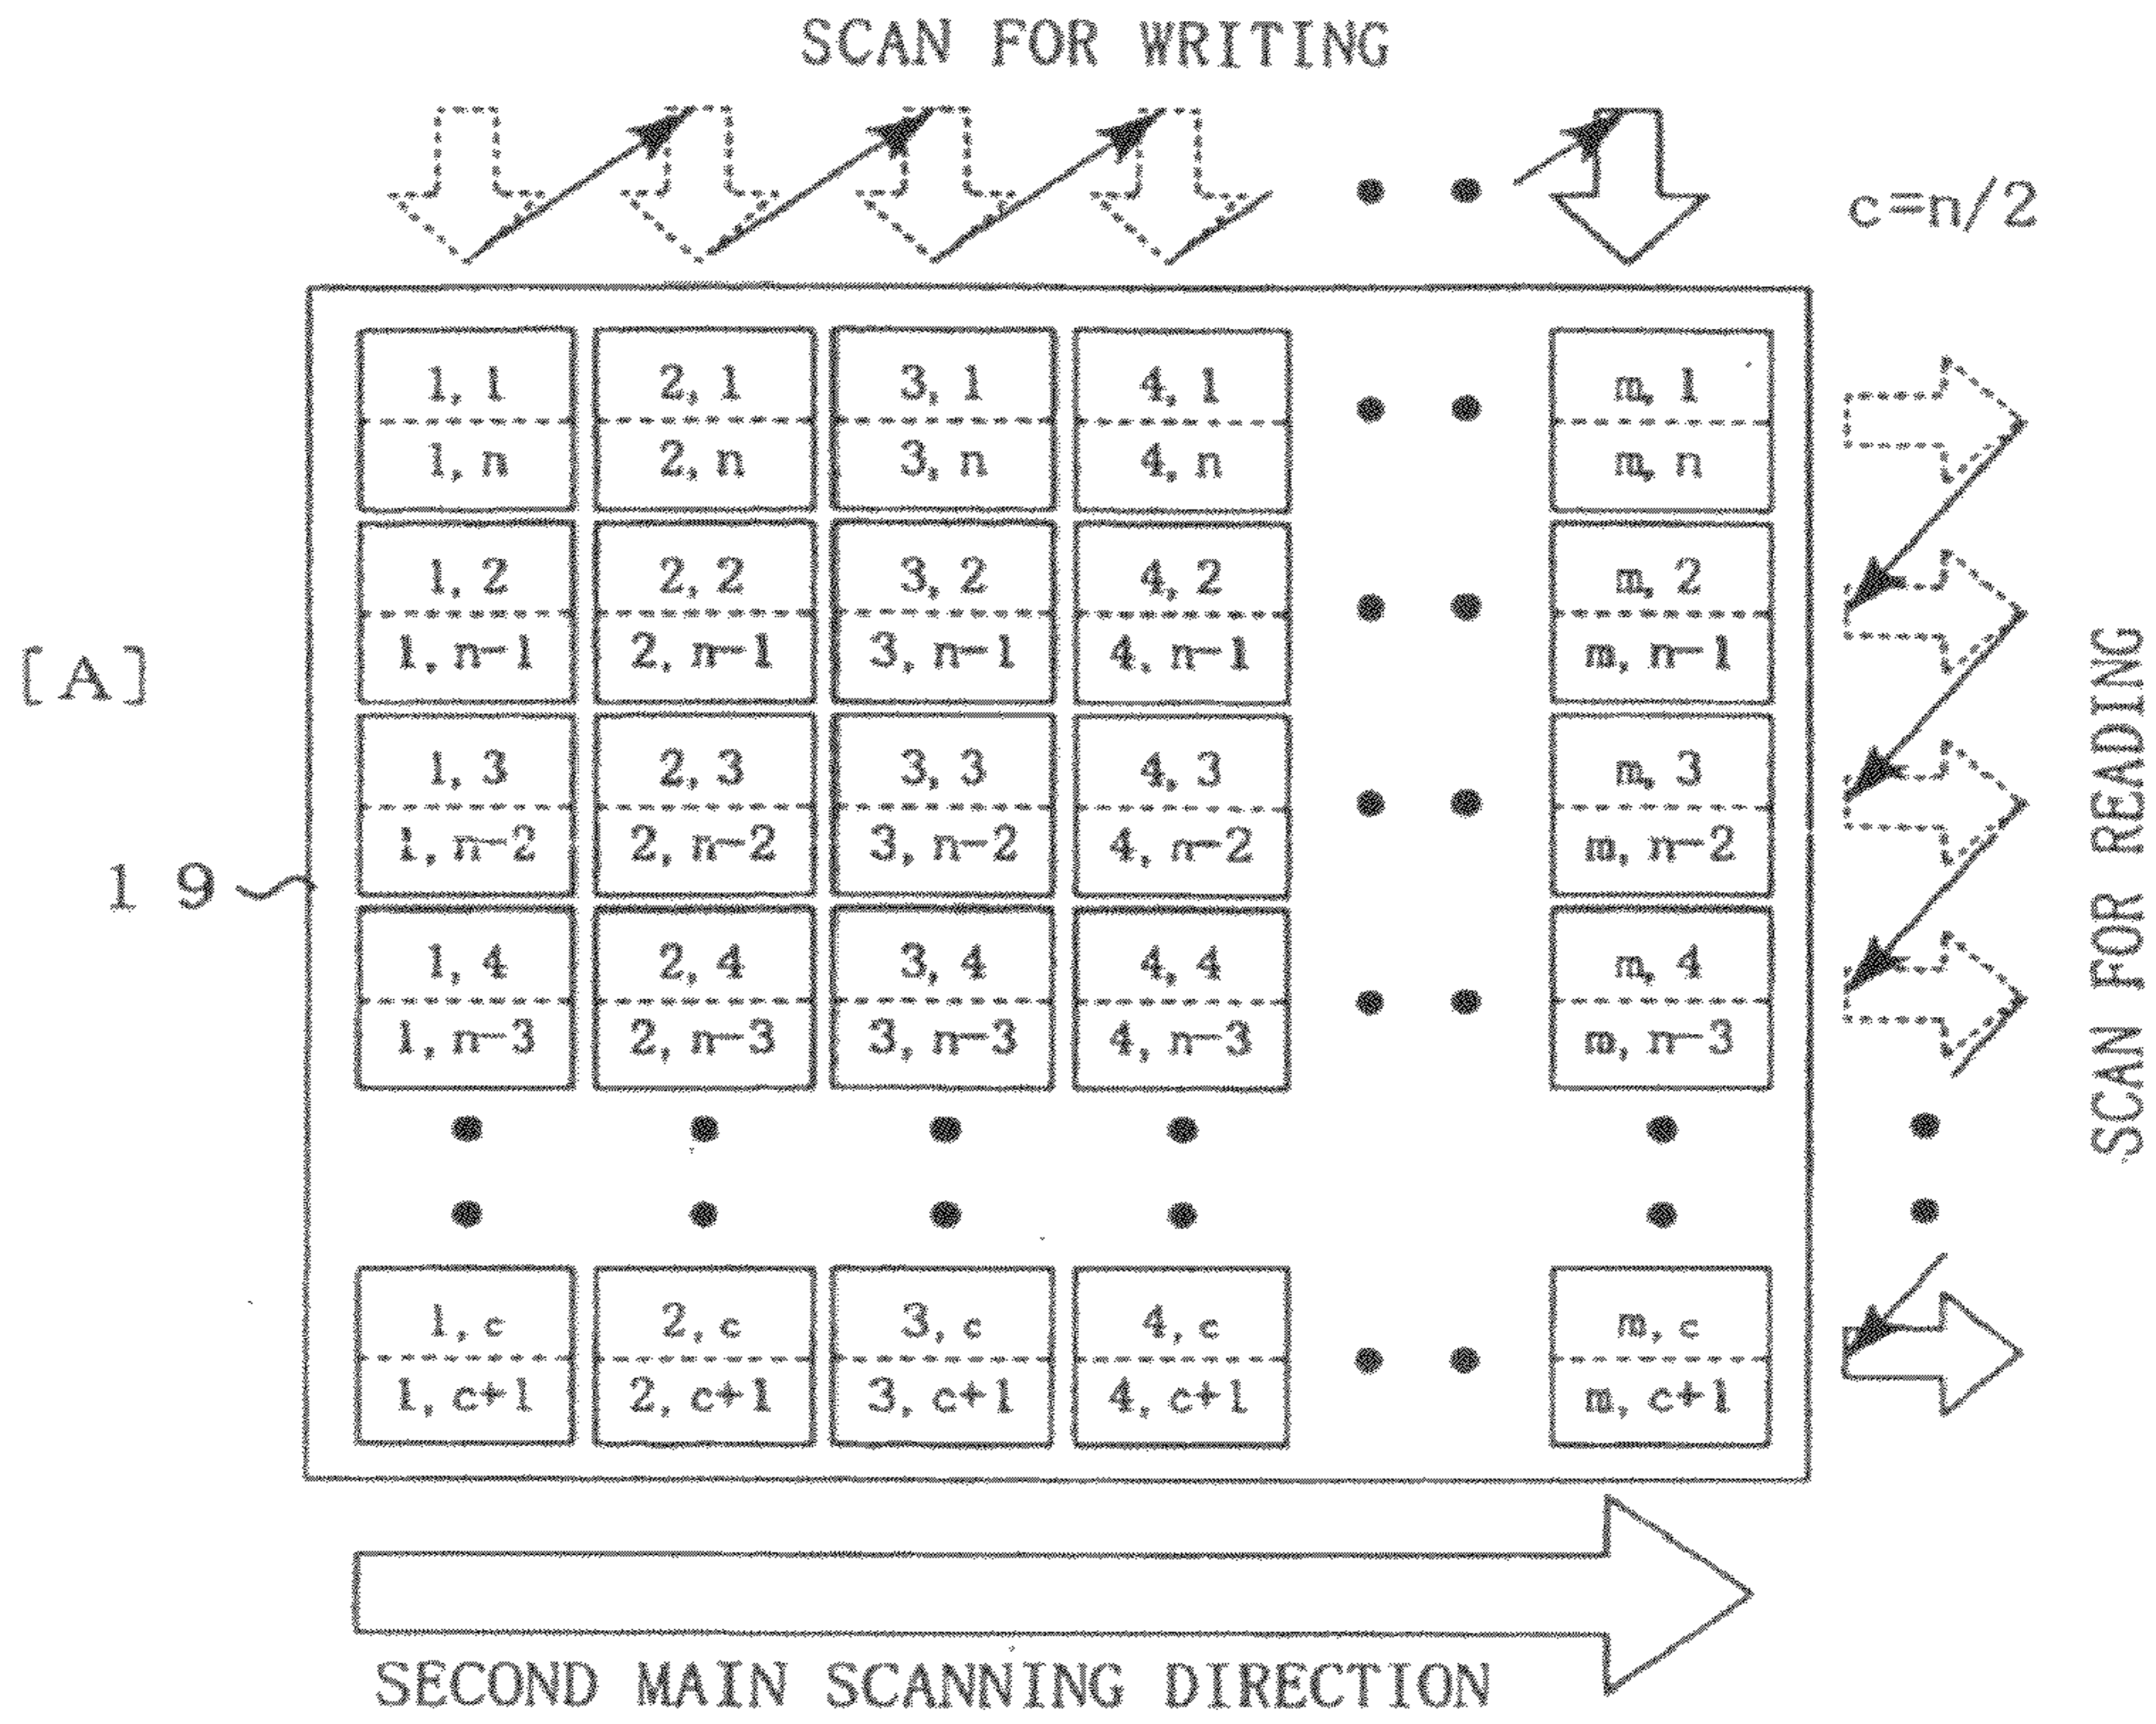 SCAN FOR WRITING
c=n/2
1, 1 2, 1 3, 1 4, 1 m, 1
1, n 2, n 3, n 4, n m, n
1, 2 2, 2 3, 2 4, 2 m, 2
1, n-1 2, n-1 3, n-1 4, n-1 m, n-1
[A]
1, 3 2, 3 3, 3 4, 3 m, 3
1, n-2 2, n-2 3, n-2 4, n-2 m, n-2
19
1, 4 2, 4 3, 4 4, 4 m, 4
1, n-3 2, n-3 3, n-3 4, n-3 m, n-3
SCAN FOR READING
1, c 2, c 3, c 4, c m, c
1, c+1 2, c+1 3, c+1 4, c+1 m, c+1
SECOND MAIN SCANNING DIRECTION